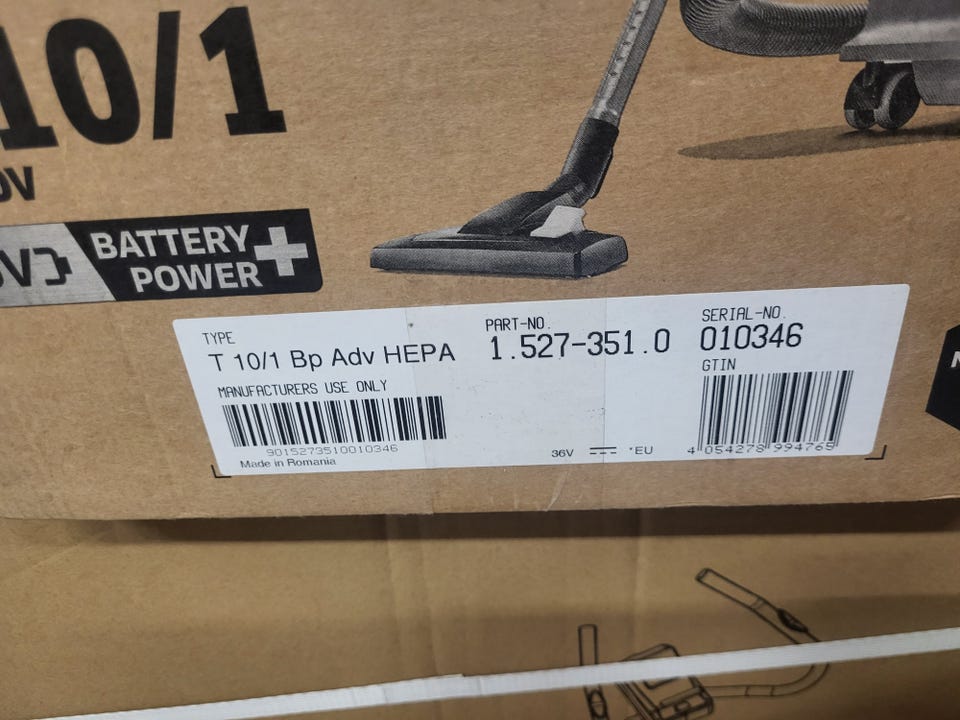 10/1
BATTERY
POWER
TYPE
T 10/1 Bp Adv HEPA
PART-NO.
1.527-351.0
SERIAL-NO.
010346
MANUFACTURERS USE ONLY
GTIN
9015273510010346
Made in Romania
36V *EU
4 054278 994765